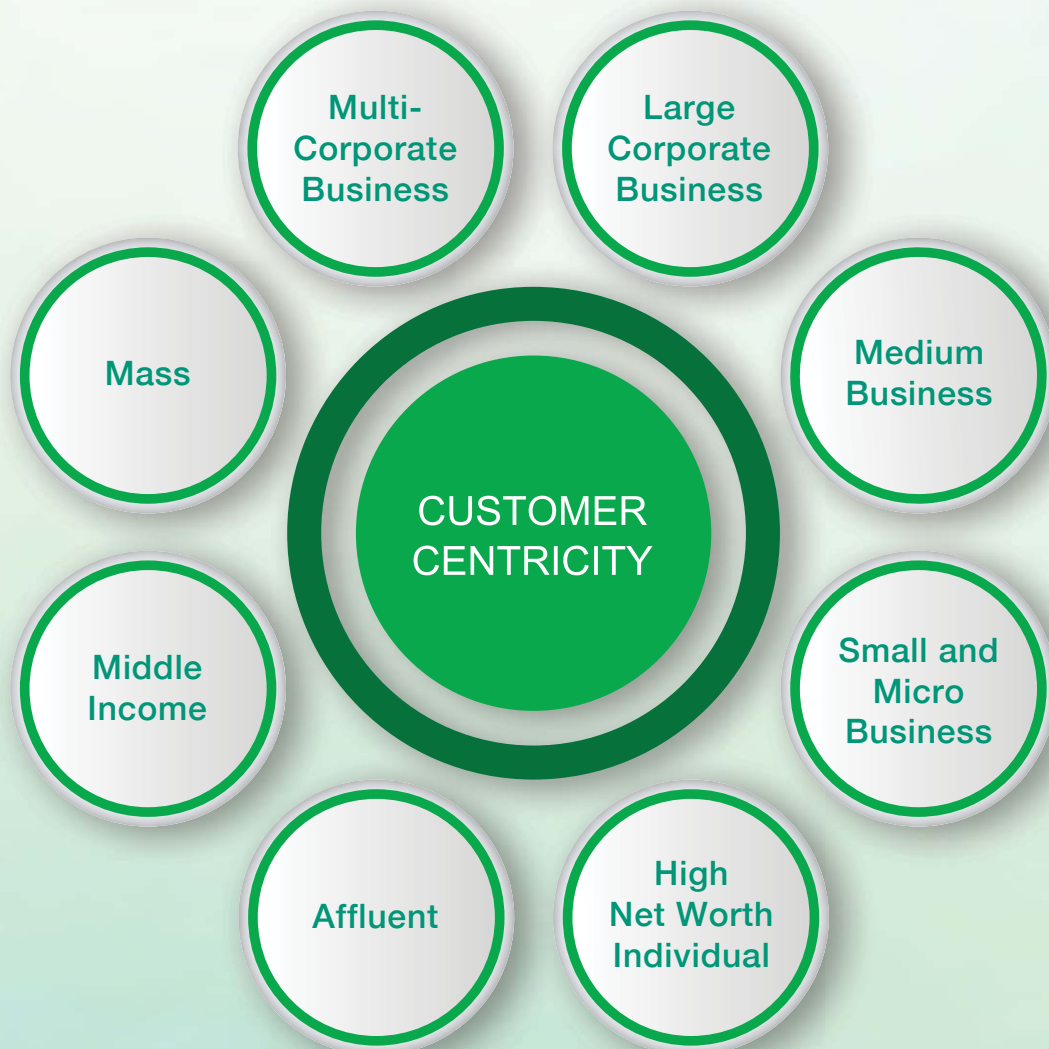 Multi-
Corporate
Business
Large
Corporate
Business
Mass
Medium
Business
CUSTOMER
CENTRICITY
Middle
Income
Small and
Micro
Business
Affluent
High
Net Worth
Individual